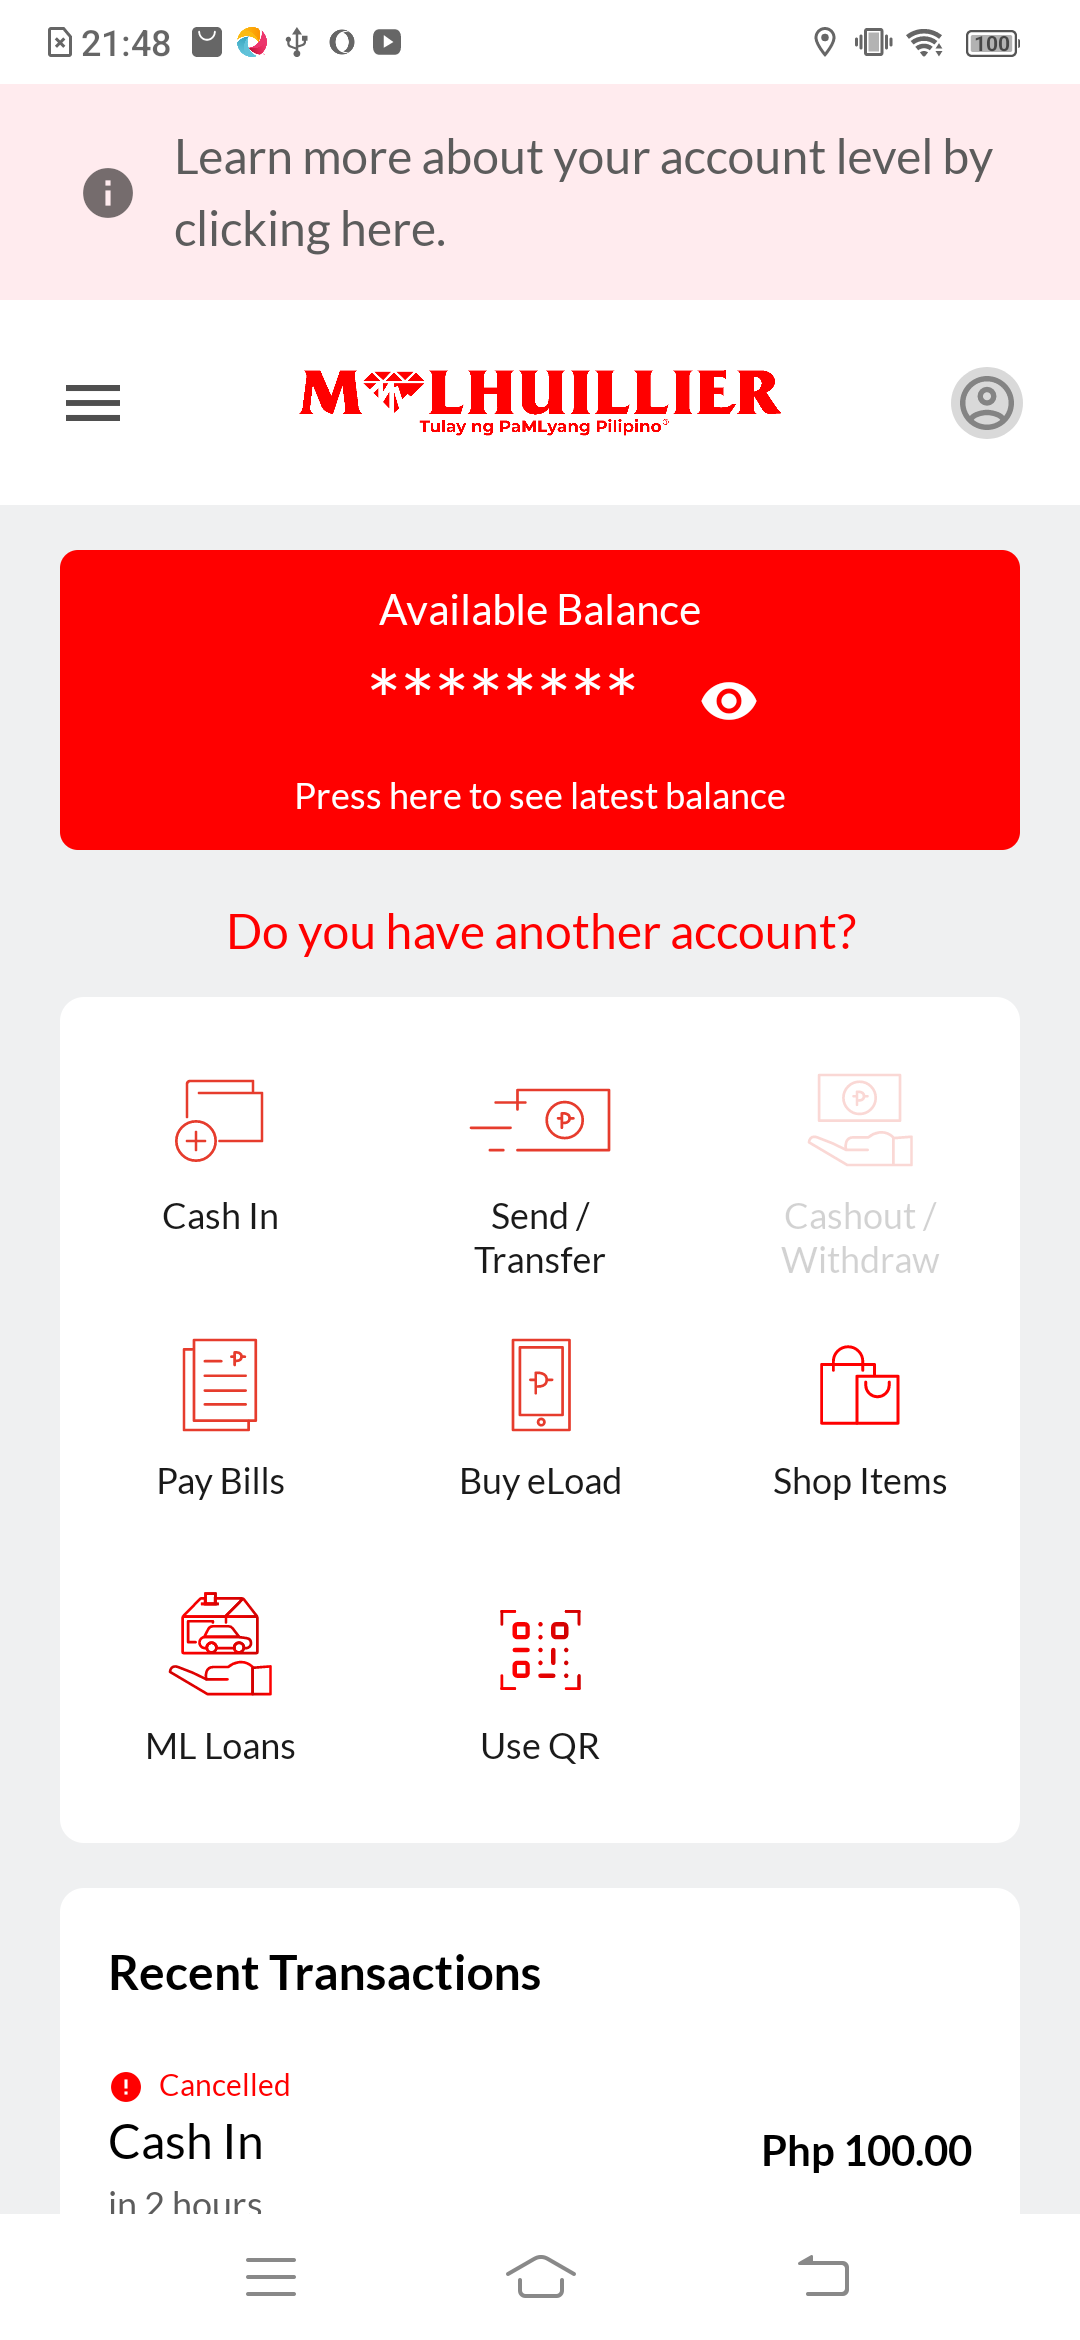 21:48
100
Learn more about your account level by
clicking here.
M LHUILLIER
Tulay ng PaMLyang Pilipino®
Available Balance
********
Press here to see latest balance
Do you have another account?
Cash In
Send /
Transfer
Cashout /
Withdraw
Pay Bills
Buy eLoad
Shop Items
ML Loans
Use QR
Recent Transactions
Cancelled
Cash In
Php 100.00
in 2 hours